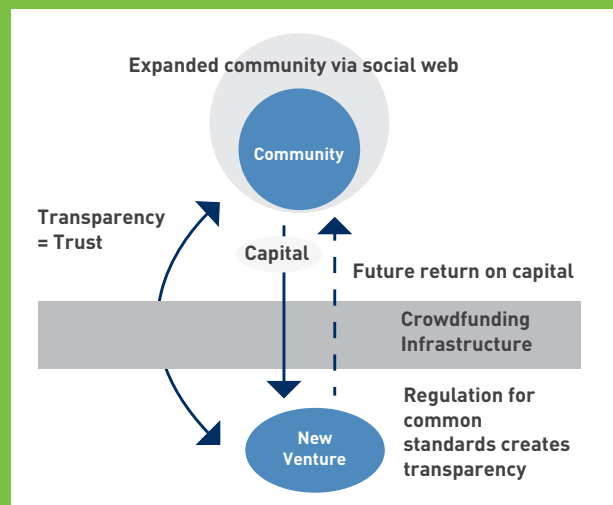 Expanded community via social web
Community
Transparency
= Trust
Capital
Future return on capital
Crowdfunding
Infrastructure
Regulation for
common
standards creates
transparency
New
Venture